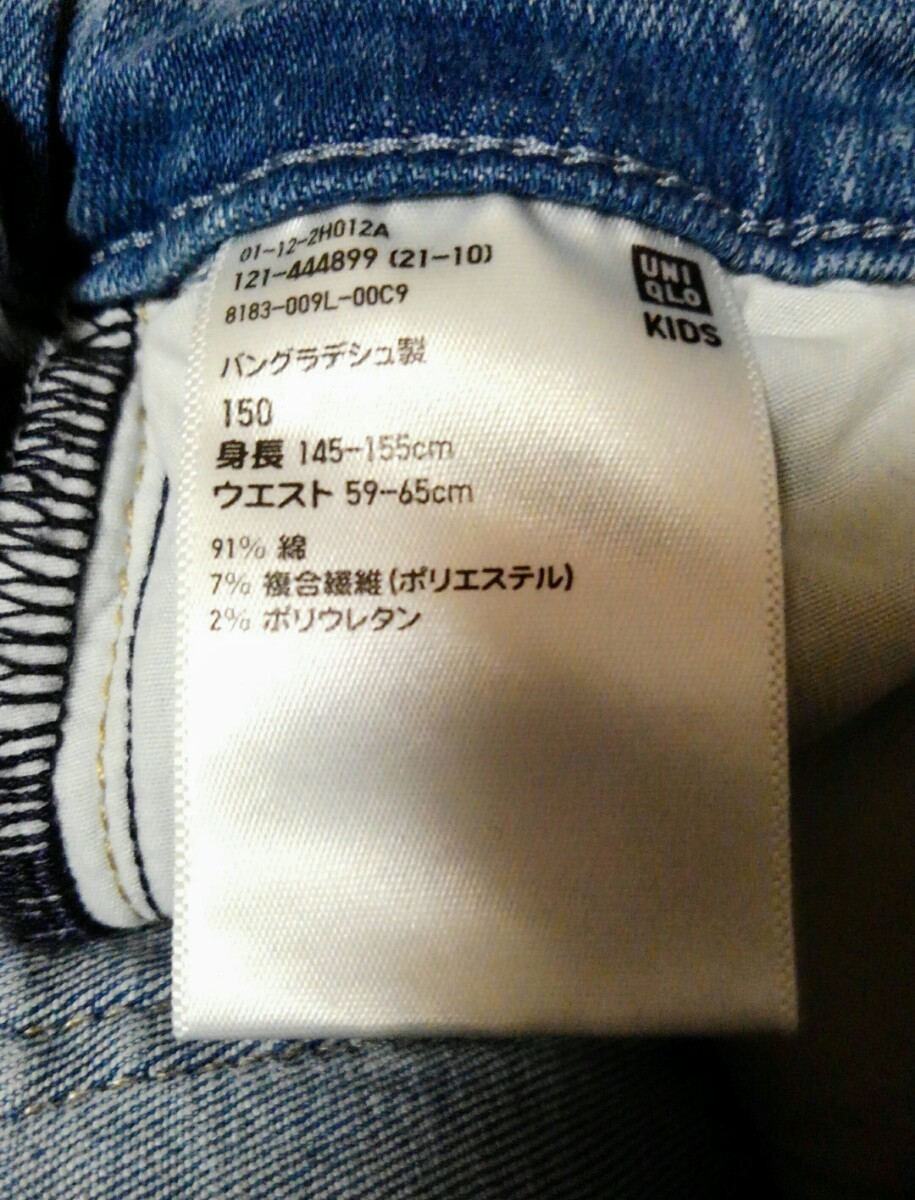 01-12-2H012A
121-444899 (21-10)
8183-009L-00C9
UNI
QLO
KIDS
バングラデシュ製
150
身長 145-155cm
ウエスト 59-65cm
91% 綿
7% 複合繊維(ポリエステル)
2% ポリウレタン